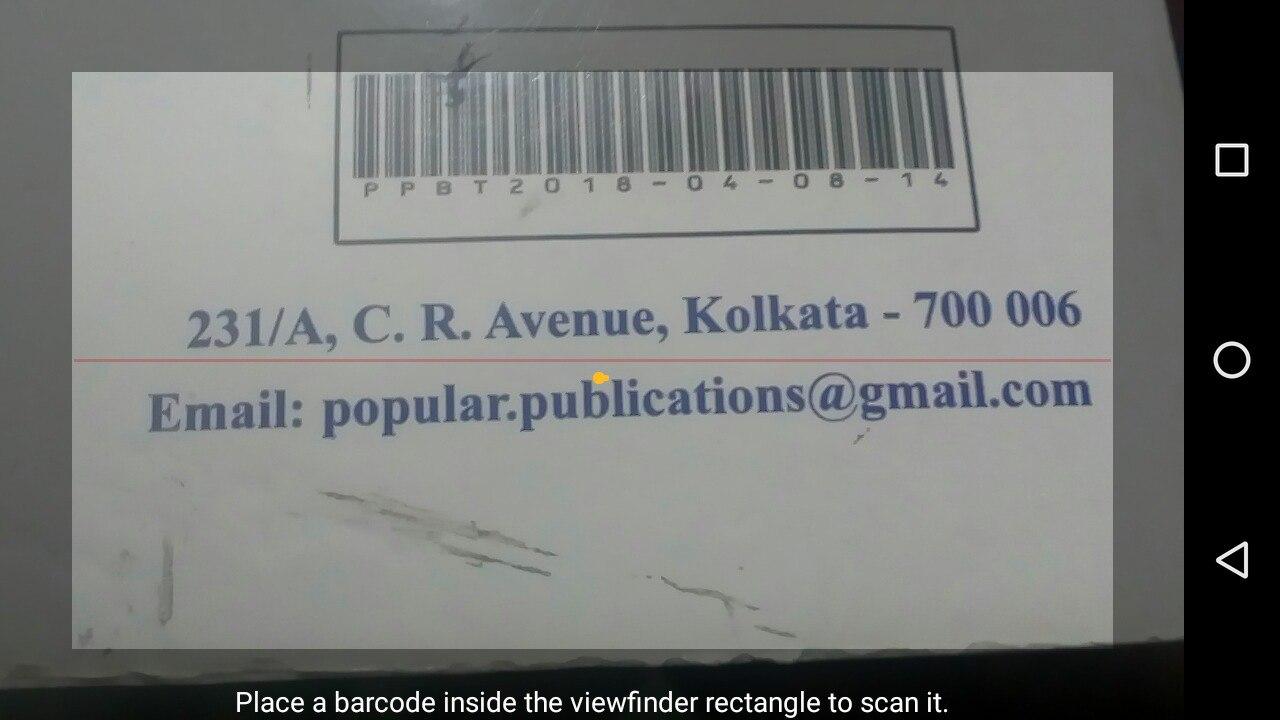 PPBT2018-04-08-14
231/A, C. R. Avenue, Kolkata - 700 006
Email: popular.publications@gmail.com
Place a barcode inside the viewfinder rectangle to scan it.